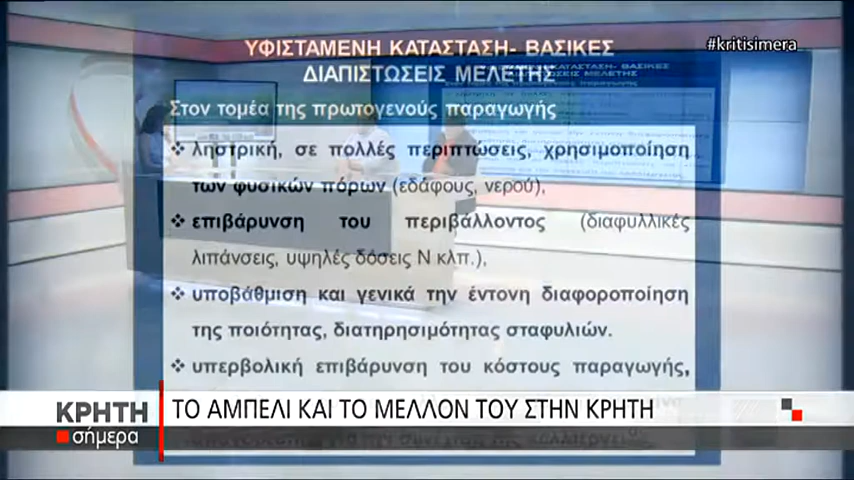 #kritisimera
ΥΦΙΣΤΑΜΕΝΗ ΚΑΤΑΣΤΑΣΗ- ΒΑΣΙΚΕΣ
ΔΙΑΠΙΣΤΩΣΕΙΣ ΜΕΛΕΤΗΣ
Στον τομέα της πρωτογενούς παραγωγής
❖ ληστρική, σε πολλές περιπτώσεις, χρησιμοποίηση
των φυσικών πόρων (εδάφους, νερού),
❖ επιβάρυνση του περιβάλλοντος (διαφυλλικές
λιπάνσεις, υψηλές δόσεις Ν κλπ.),
❖ υποβάθμιση και γενικά την έντονη διαφοροποίηση
της ποιότητας, διατηρησιμότητας σταφυλιών.
❖ υπερβολική επιβάρυνση του κόστους παραγωγής,
ΚΡΗΤΗ
σήμερα
ΤΟ ΑΜΠΕΛΙ ΚΑΙ ΤΟ ΜΕΛΛΟΝ ΤΟΥ ΣΤΗΝ ΚΡΗΤΗ